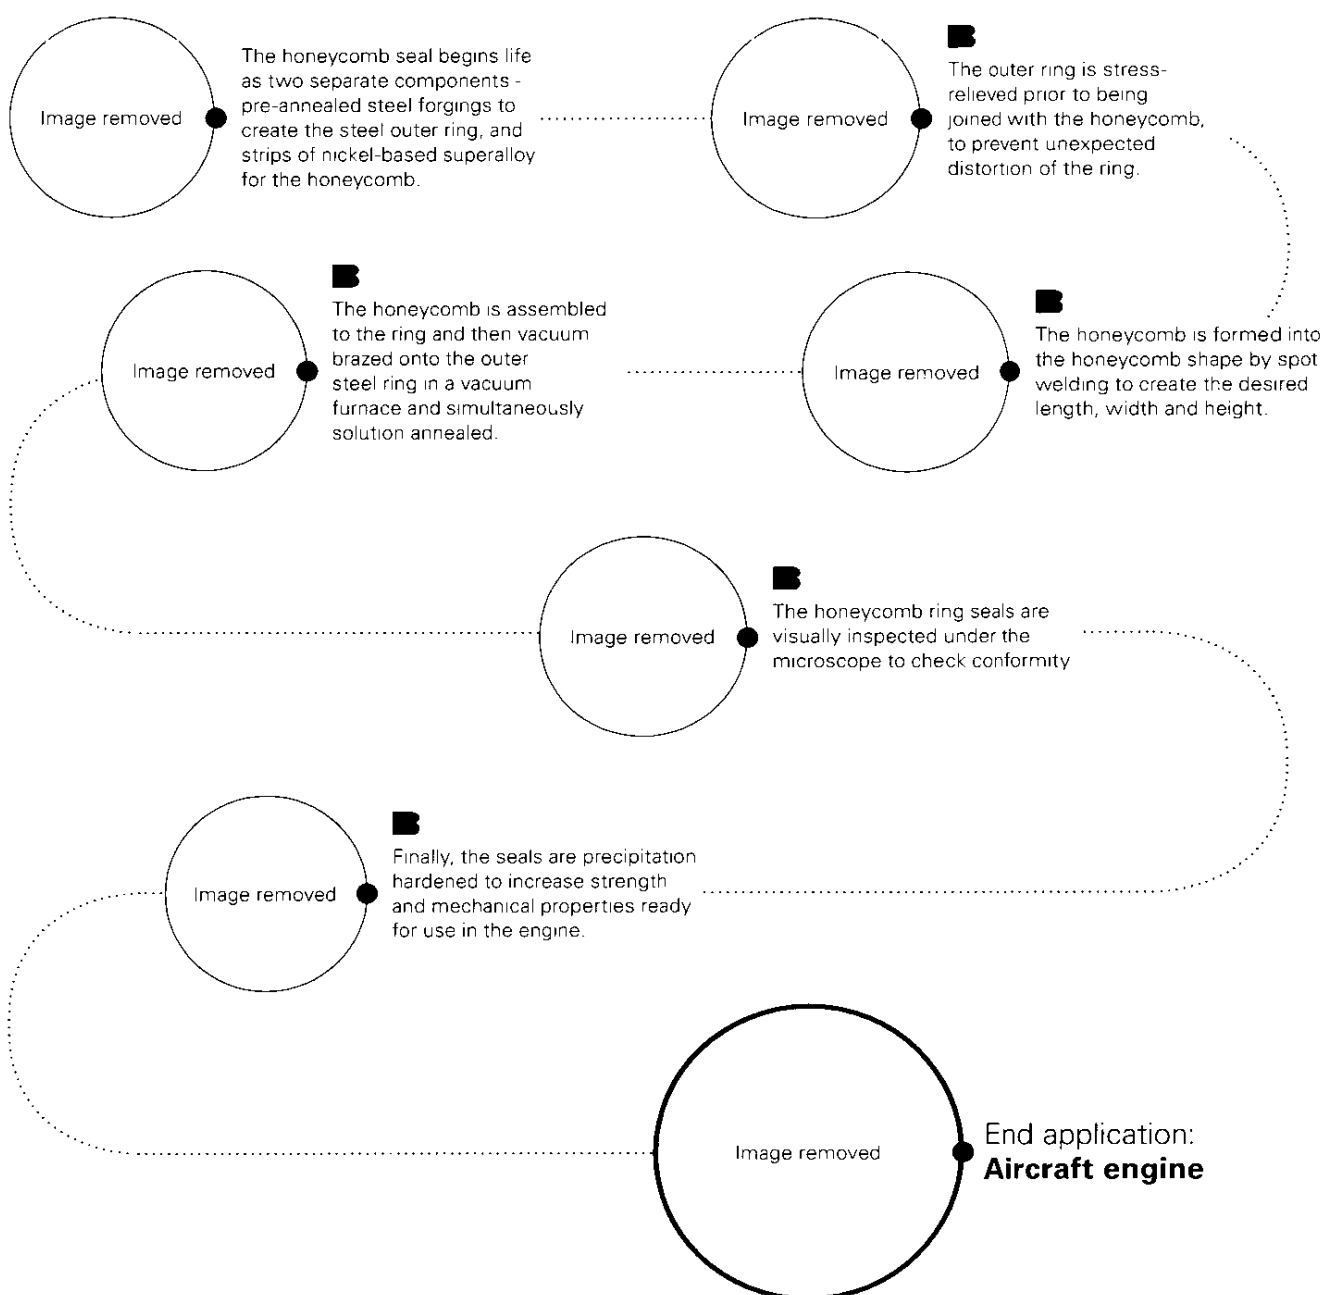 Image removed
The honeycomb seal begins life
as two separate components -
pre-annealed steel forgings to
create the steel outer ring, and
strips of nickel-based superalloy
for the honeycomb.
Image removed
The outer ring is stress-
relieved prior to being
joined with the honeycomb,
to prevent unexpected
distortion of the ring.
Image removed
The honeycomb is formed into
the honeycomb shape by spot
welding to create the desired
length, width and height.
Image removed
The honeycomb is assembled
to the ring and then vacuum
brazed onto the outer
steel ring in a vacuum
furnace and simultaneously
solution annealed.
Image removed
The honeycomb ring seals are
visually inspected under the
microscope to check conformity
Image removed
Finally, the seals are precipitation
hardened to increase strength
and mechanical properties ready
for use in the engine.
Image removed
End application:
Aircraft engine